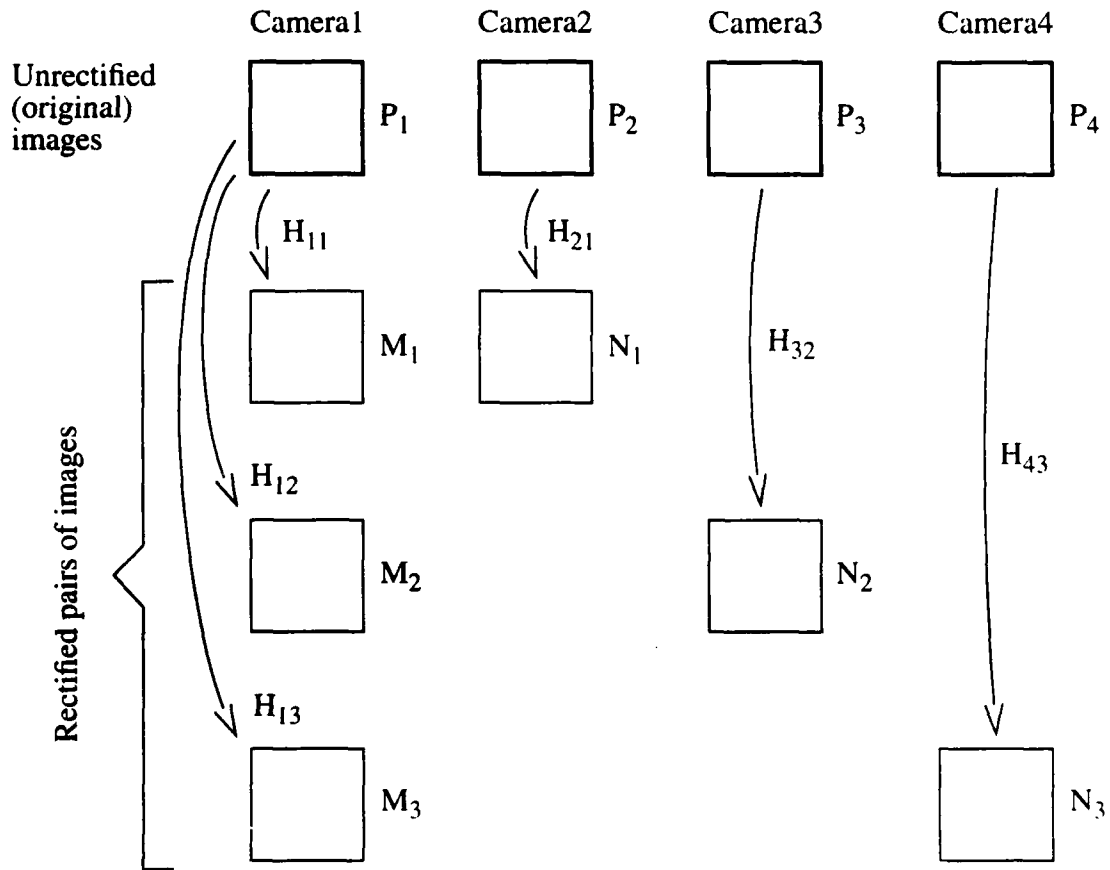 Camera1 Camera2 Camera3 Camera4
Unrectified
(original)
images
P1 P2 P3 P4
H11 H21
M1 N1
H32
H12
H43
M2 N2
H13
M3 N3
Rectified pairs of images